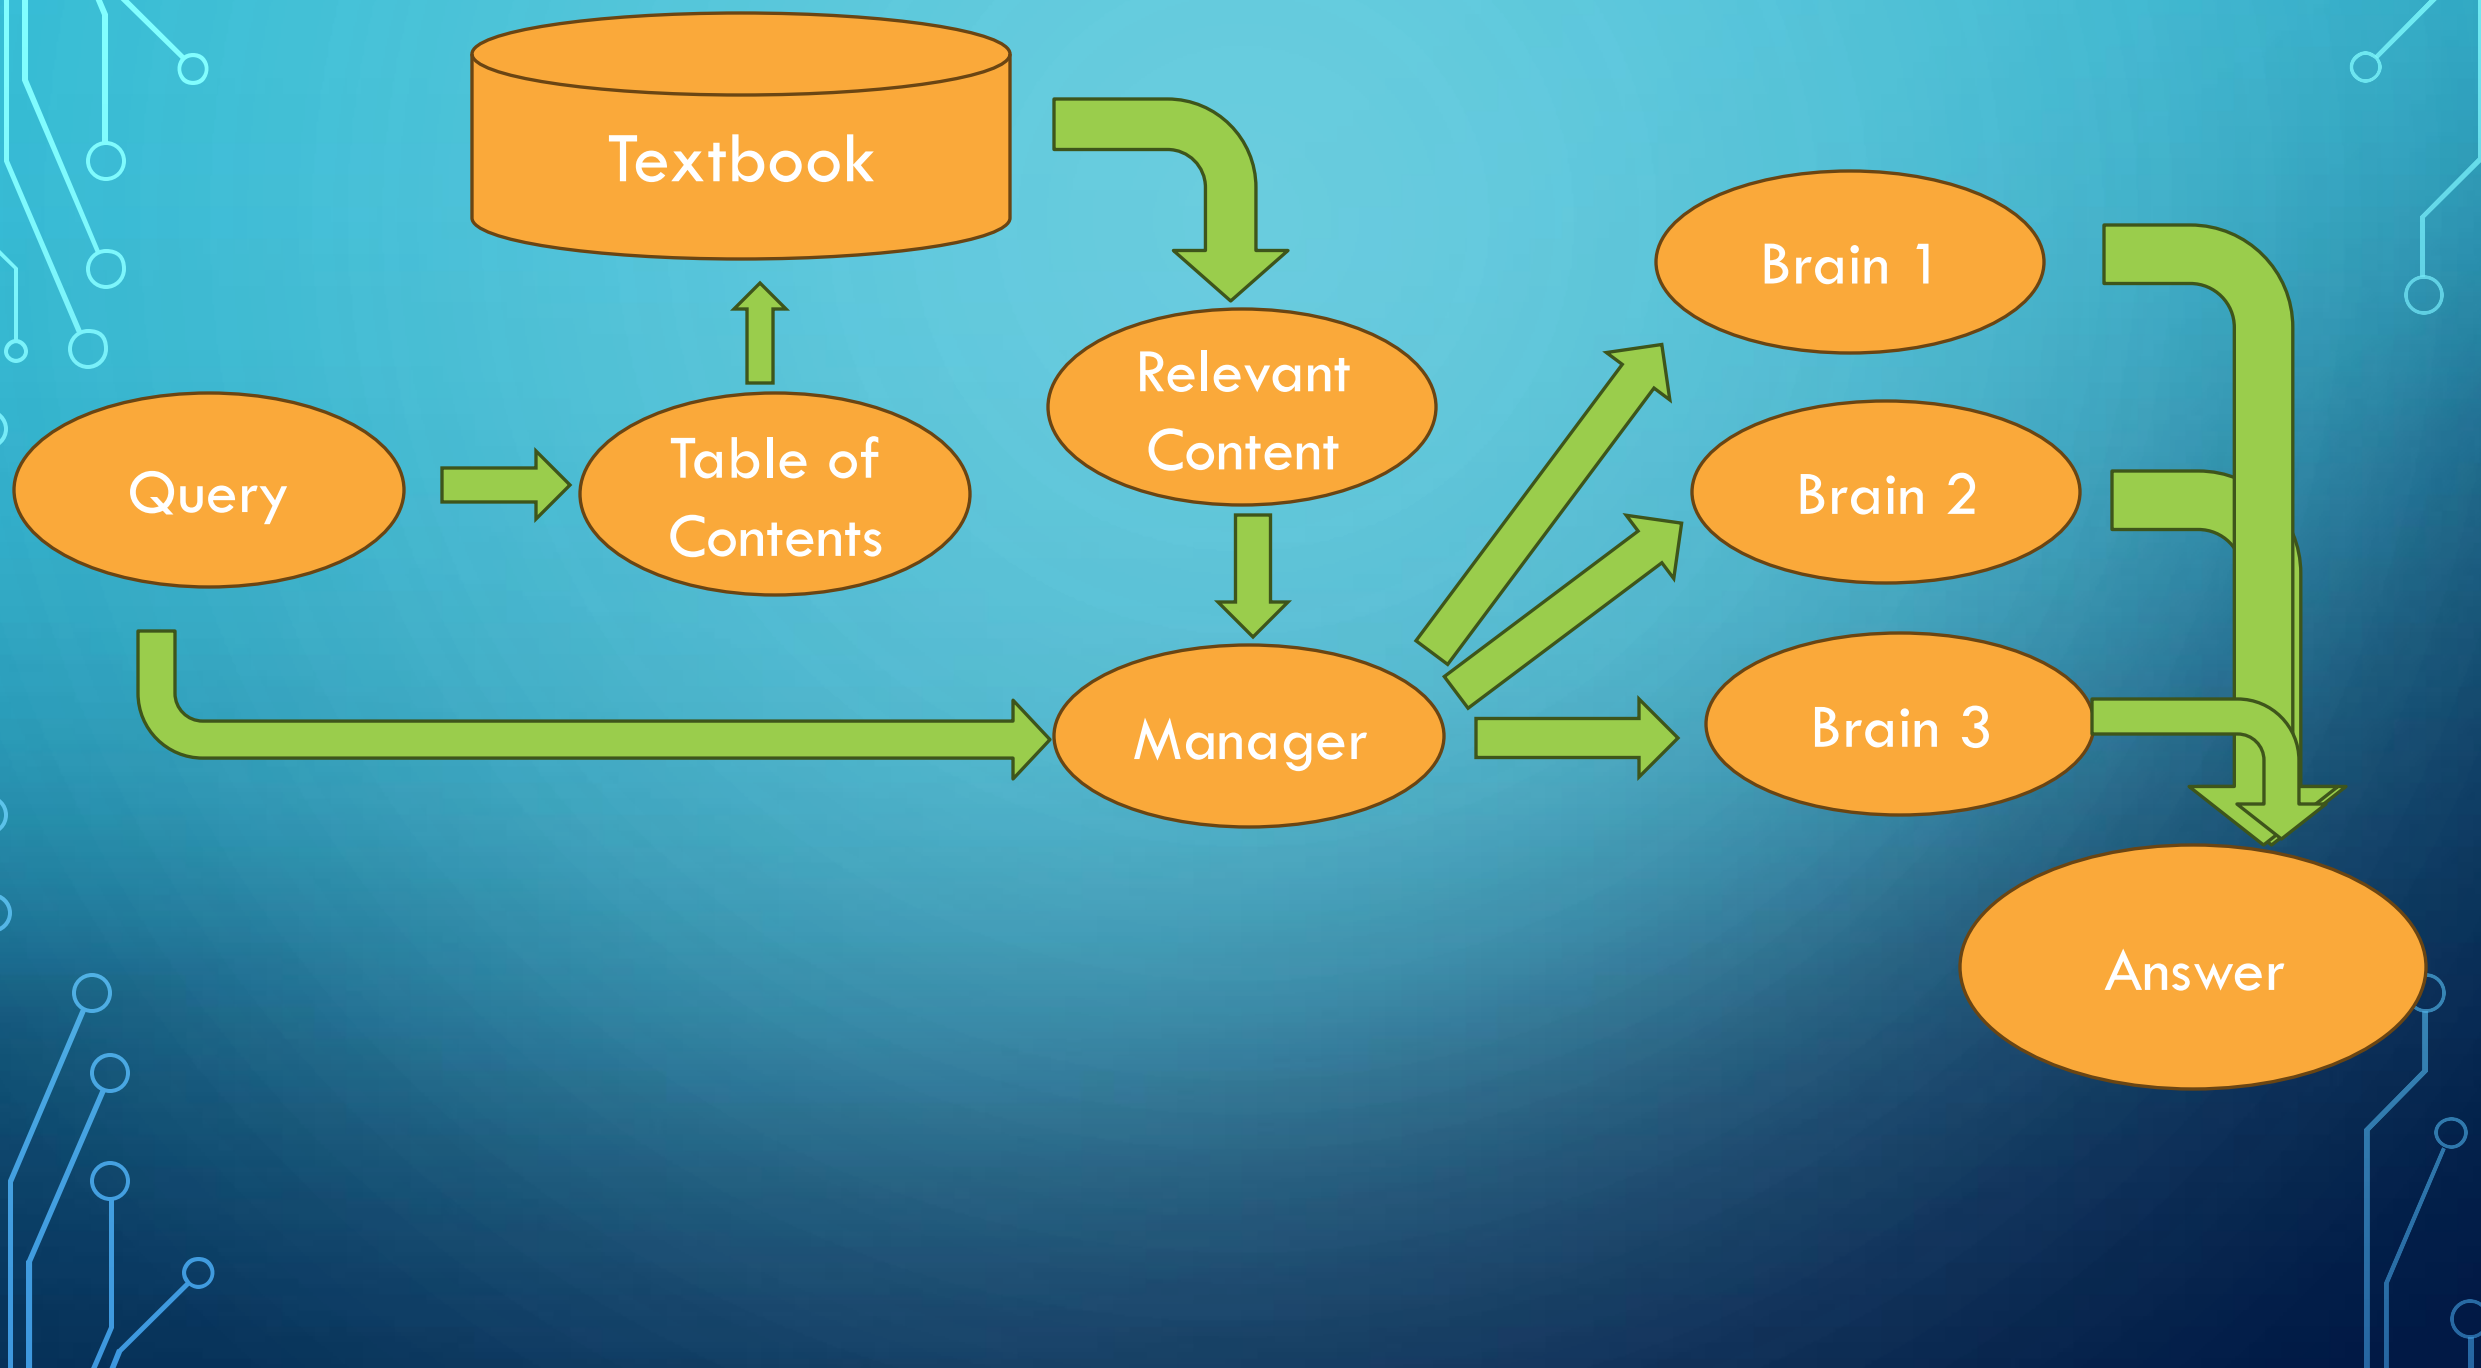 Textbook
Query
Table of
Contents
Relevant
Content
Manager
Brain 1
Brain 2
Brain 3
Answer